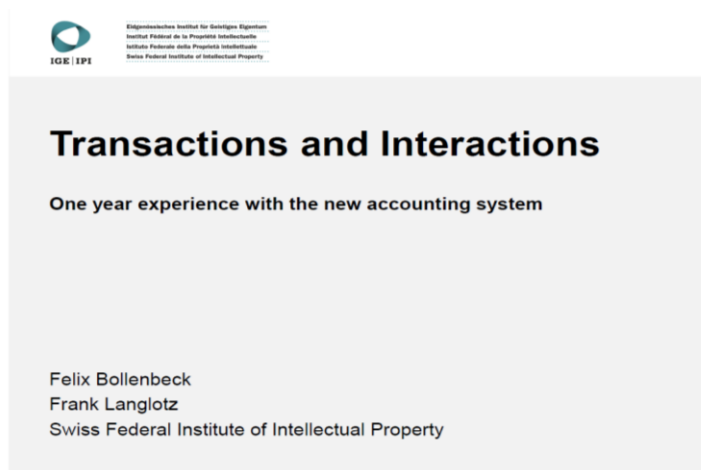 IGE | IPI
Eidgenössisches Institut für Geistiges Eigentum
Institut Fédéral de la Propriété Intellectuelle
Istituto Federale della Proprietà Intellettuale
Swiss Federal Institute of Intellectual Property
Transactions and Interactions
One year experience with the new accounting system
Felix Bollenbeck
Frank Langlotz
Swiss Federal Institute of Intellectual Property